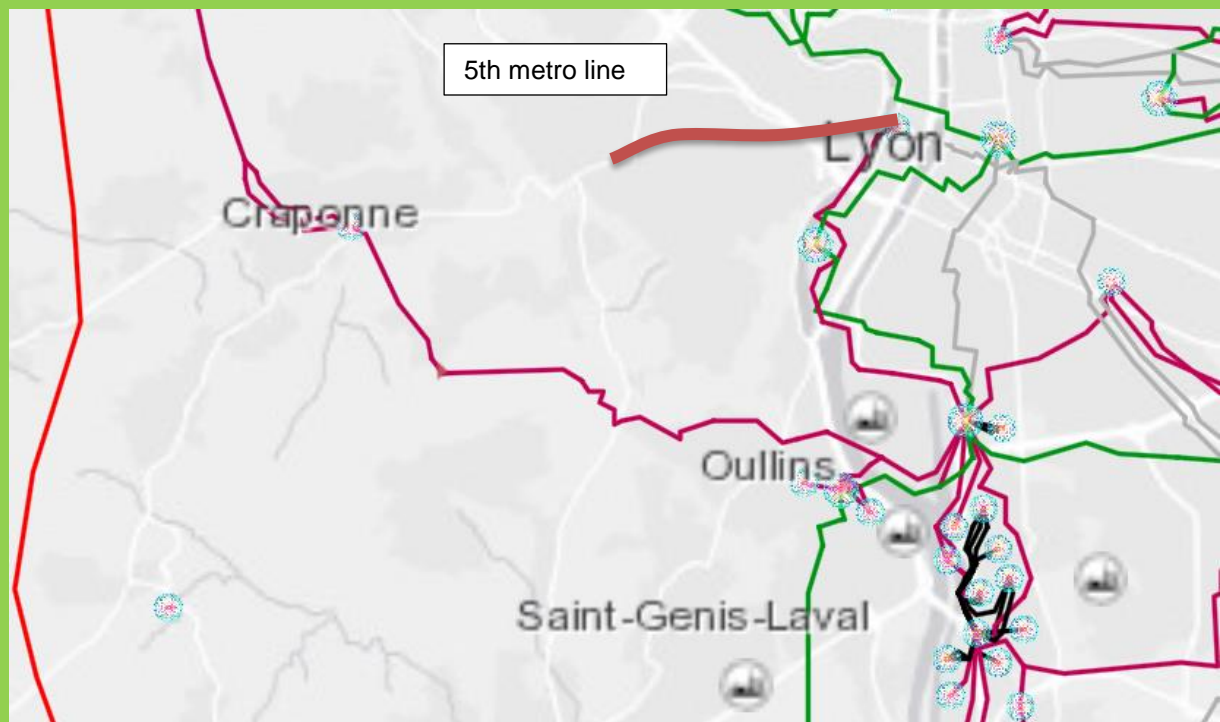 5th metro line
Lyon
Craponne
Oullins
Saint-Genis-Laval